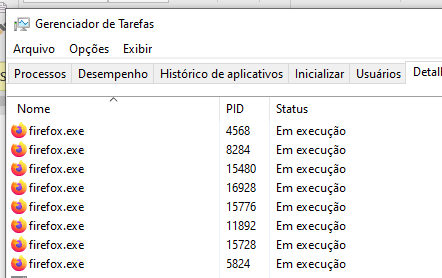 Gerenciador de Tarefas
Arquivo Opções Exibir
Processos Desempenho Histórico de aplicativos Inicializar Usuários Detall
Nome PID Status
firefox.exe 4568 Em execução
firefox.exe 8284 Em execução
firefox.exe 15480 Em execução
firefox.exe 16928 Em execução
firefox.exe 15776 Em execução
firefox.exe 11892 Em execução
firefox.exe 15728 Em execução
firefox.exe 5824 Em execução